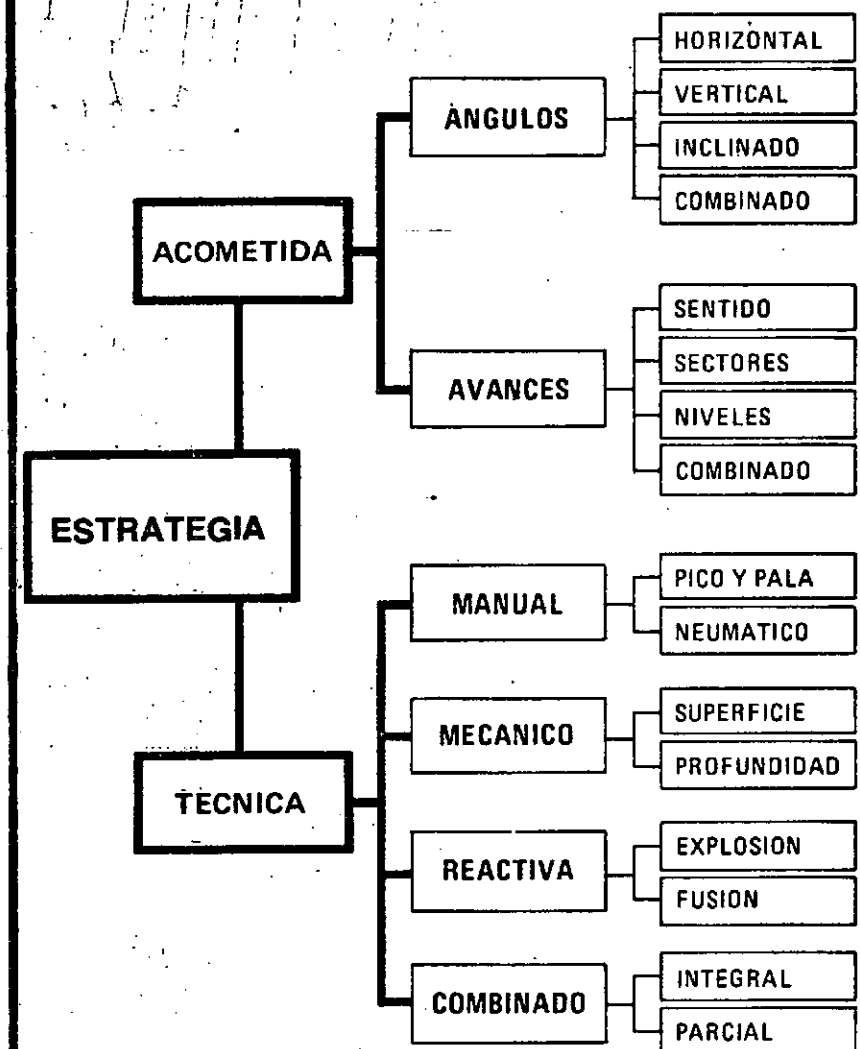 HORIZONTAL
ÁNGULOS
VERTICAL
INCLINADO
COMBINADO
ACOMETIDA
SENTIDO
SECTORES
AVANCES
NIVELES
COMBINADO
ESTRATEGIA
PICO Y PALA
MANUAL
NEUMATICO
SUPERFICIE
MECANICO
PROFUNDIDAD
TECNICA
EXPLOSION
REACTIVA
FUSION
INTEGRAL
COMBINADO
PARCIAL